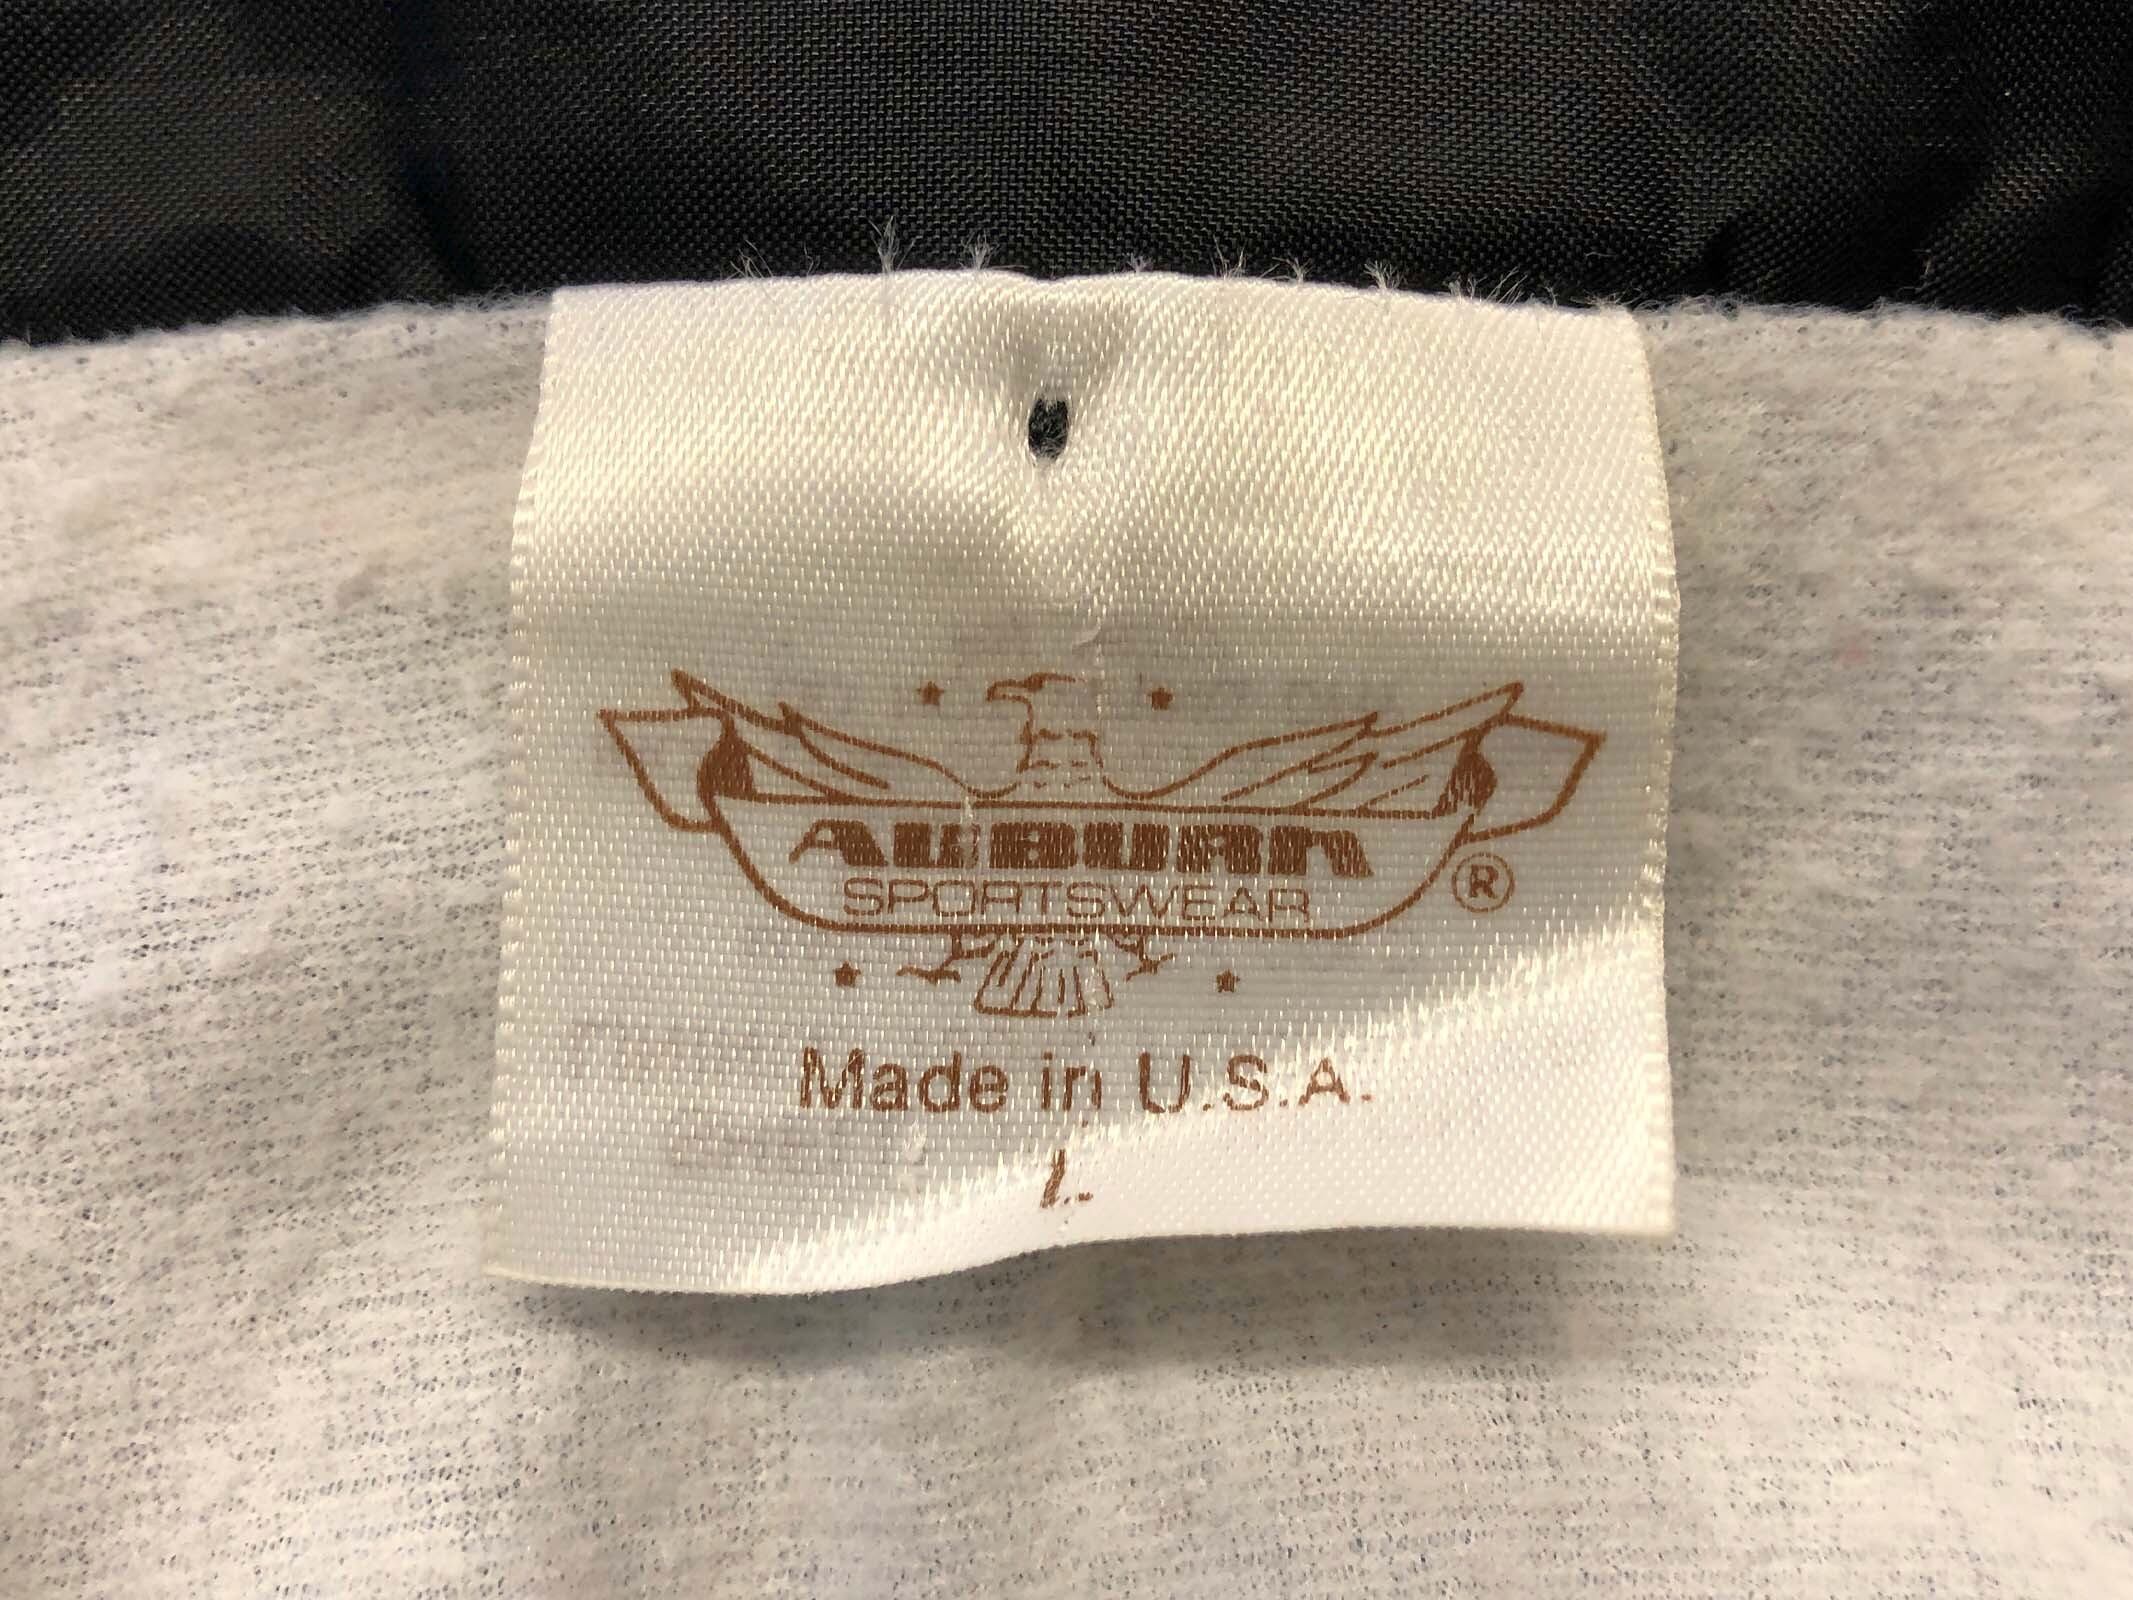 AUBURN
SPORTSWEAR
®
Made in U.S.A.
L